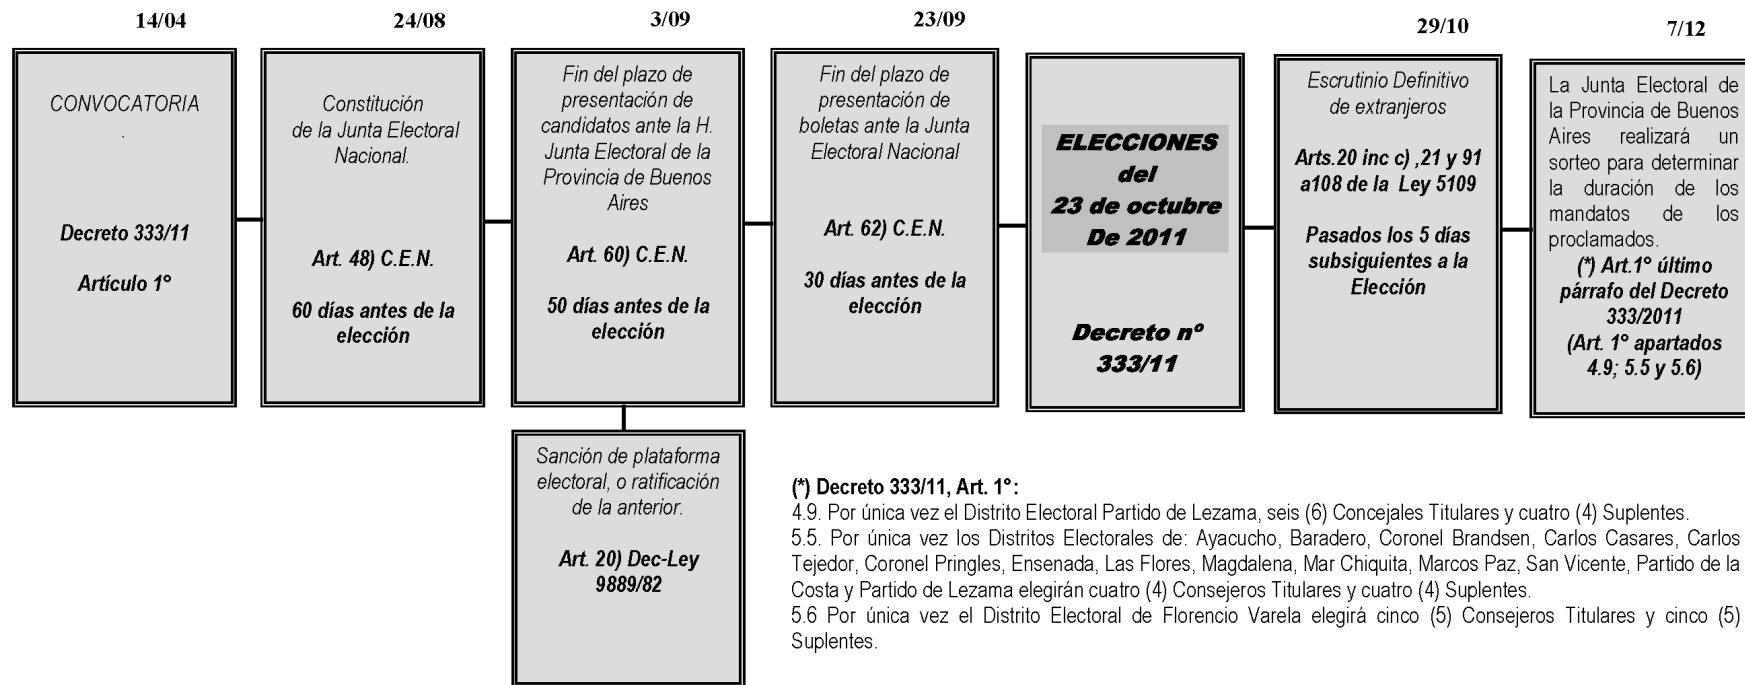 14/04
24/08
3/09
23/09
29/10
7/12
CONVOCATORIA
.
Decreto 333/11
Artículo 1°
Constitución
de la Junta Electoral
Nacional.
Art. 48) C.E.N.
60 días antes de la
elección
Fin del plazo de
presentación de
candidatos ante la H.
Junta Electoral de la
Provincia de Buenos
Aires
Art. 60) C.E.N.
50 días antes de la
elección
Fin del plazo de
presentación de
boletas ante la Junta
Electoral Nacional
Art. 62) C.E.N.
30 días antes de la
elección
ELECCIONES
del
23 de octubre
De 2011
Decreto nº
333/11
Escrutinio Definitivo
de extranjeros
Arts.20 inc c) ,21 y 91
a108 de la Ley 5109
Pasados los 5 días
subsiguientes a la
Elección
La Junta Electoral de
la Provincia de Buenos
Aires realizará un
sorteo para determinar
la duración de los
mandatos de los
proclamados.
(*) Art.1° último
párrafo del Decreto
333/2011
(Art. 1° apartados
4.9; 5.5 y 5.6)
Sanción de plataforma
electoral, o ratificación
de la anterior.
Art. 20) Dec-Ley
9889/82
(*) Decreto 333/11, Art. 1°:
4.9. Por única vez el Distrito Electoral Partido de Lezama, seis (6) Concejales Titulares y cuatro (4) Suplentes.
5.5. Por única vez los Distritos Electorales de: Ayacucho, Baradero, Coronel Brandsen, Carlos Casares, Carlos
Tejedor, Coronel Pringles, Ensenada, Las Flores, Magdalena, Mar Chiquita, Marcos Paz, San Vicente, Partido de la
Costa y Partido de Lezama elegirán cuatro (4) Consejeros Titulares y cuatro (4) Suplentes.
5.6 Por única vez el Distrito Electoral de Florencio Varela elegirá cinco (5) Consejeros Titulares y cinco (5)
Suplentes.